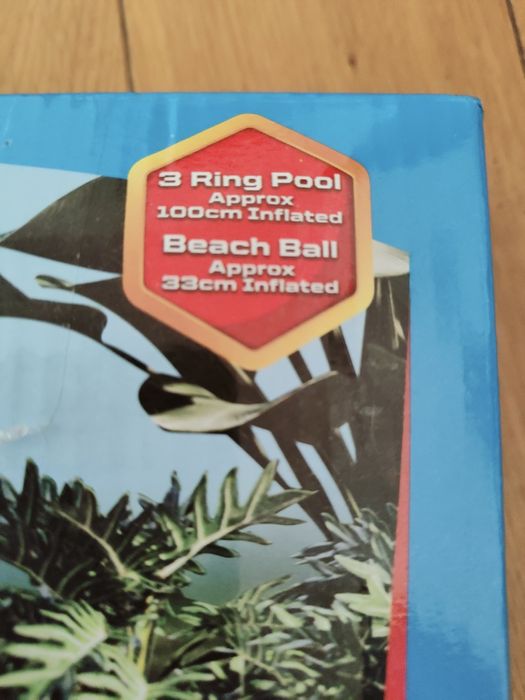 3 Ring Pool
Approx
100cm Inflated
Beach Ball
Approx
33cm Inflated